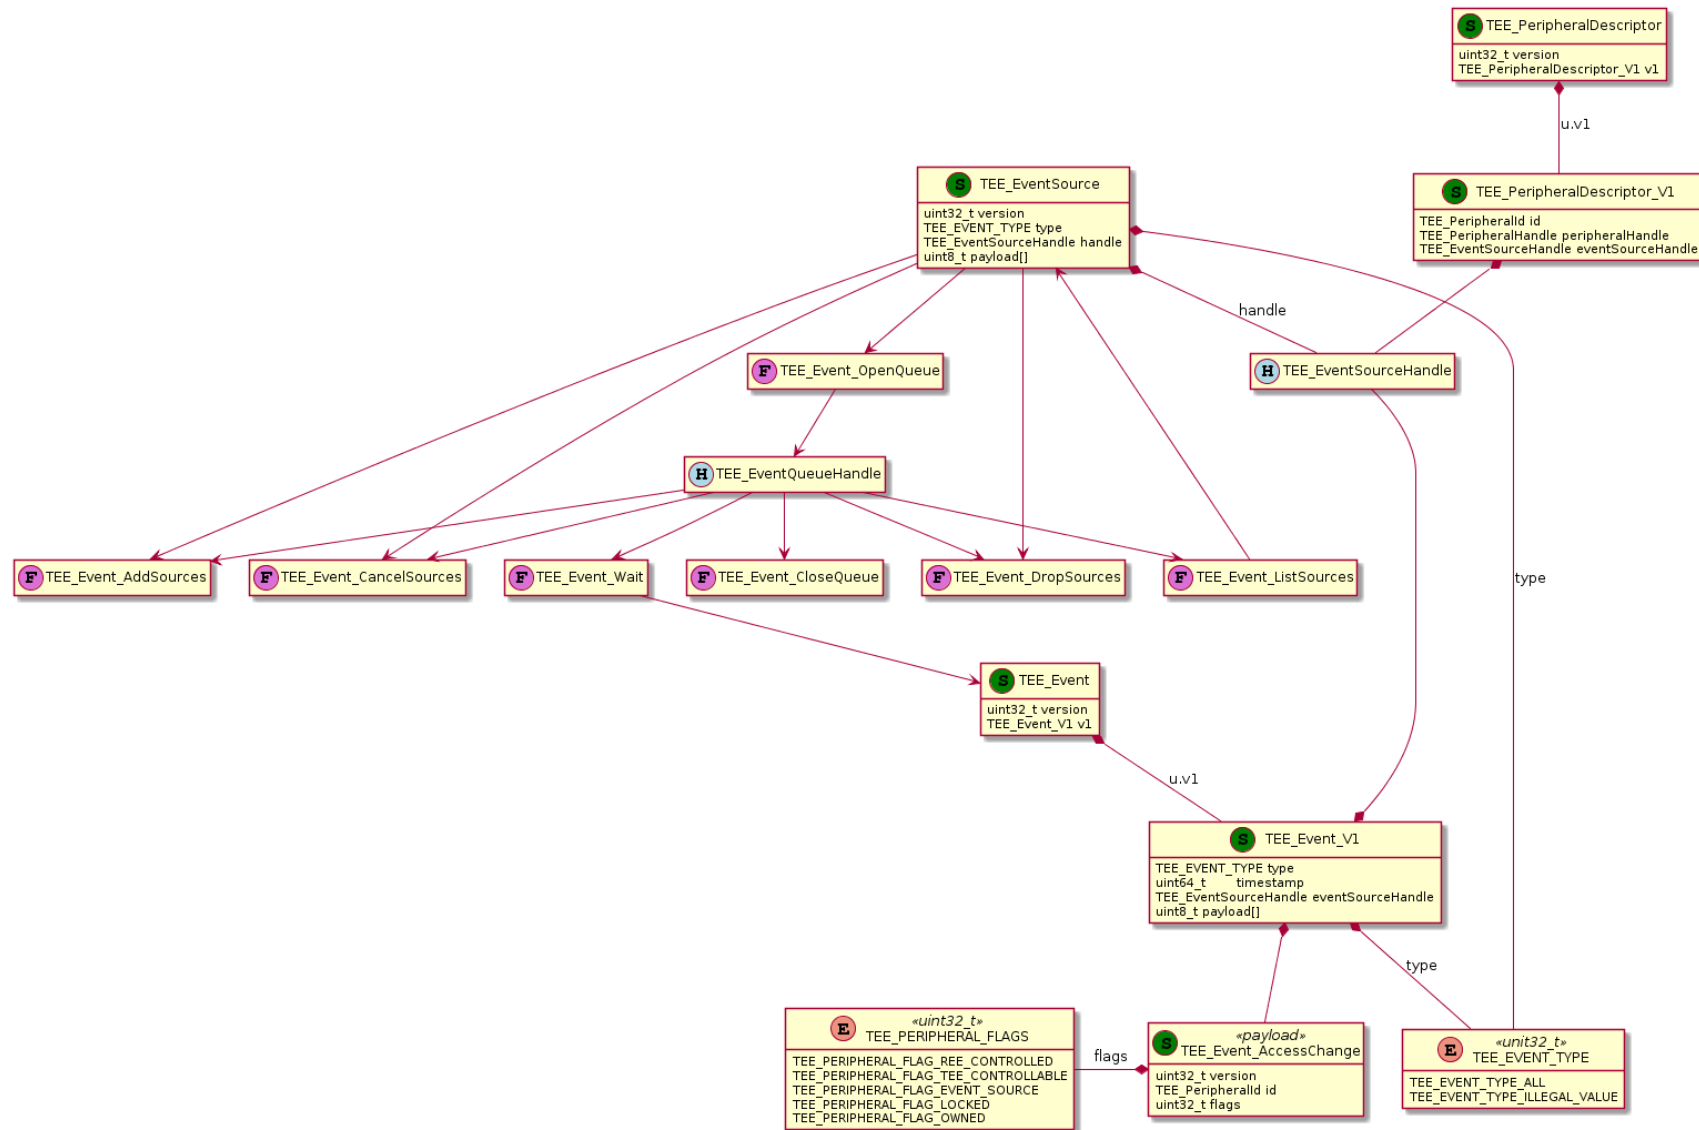 S TEE_PeripheralDescriptor
uint32_t version
TEE_PeripheralDescriptor_V1 v1
u.v1
S TEE_EventSource
uint32_t version
TEE_EVENT_TYPE type
TEE_EventSourceHandle handle
uint8_t payload[]
S TEE_PeripheralDescriptor_V1
TEE_PeripheralId id
TEE_PeripheralHandle peripheralHandle
TEE_EventSourceHandle eventSourceHandle
handle
F TEE_Event_OpenQueue
H TEE_EventSourceHandle
H TEE_EventQueueHandle
F TEE_Event_AddSources
F TEE_Event_CancelSources
F TEE_Event_Wait
F TEE_Event_CloseQueue
F TEE_Event_DropSources
F TEE_Event_ListSources
type
S TEE_Event
uint32_t version
TEE_Event_V1 v1
u.v1
S TEE_Event_V1
TEE_EVENT_TYPE type
uint64_t timestamp
TEE_EventSourceHandle eventSourceHandle
uint8_t payload[]
type
E «uint32_t»
TEE_PERIPHERAL_FLAGS
TEE_PERIPHERAL_FLAG_REE_CONTROLLED
TEE_PERIPHERAL_FLAG_TEE_CONTROLLABLE
TEE_PERIPHERAL_FLAG_EVENT_SOURCE
TEE_PERIPHERAL_FLAG_LOCKED
TEE_PERIPHERAL_FLAG_OWNED
flags
S «payload»
TEE_Event_AccessChange
uint32_t version
TEE_PeripheralId id
uint32_t flags
E «unit32_t»
TEE_EVENT_TYPE
TEE_EVENT_TYPE_ALL
TEE_EVENT_TYPE_ILLEGAL_VALUE